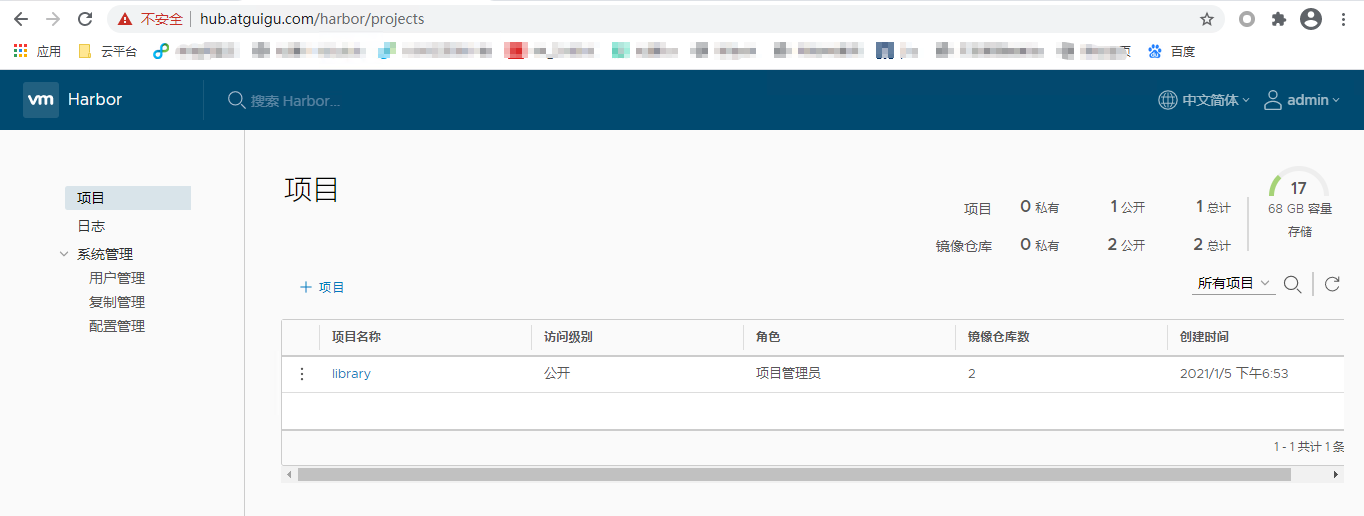 不安全 hub.atguigu.com/harbor/projects
应用 云平台 页 百度
vm Harbor 搜索 Harbor... 中文简体 admin
项目
日志
系统管理
用户管理
复制管理
配置管理
项目
项目 0 私有 1 公开 1 总计
镜像仓库 0 私有 2 公开 2 总计
17
68 GB 容量
存储
+ 项目
所有项目
项目名称 访问级别 角色 镜像仓库数 创建时间
library 公开 项目管理员 2 2021/1/5 下午6:53
1 - 1 共计 1 条